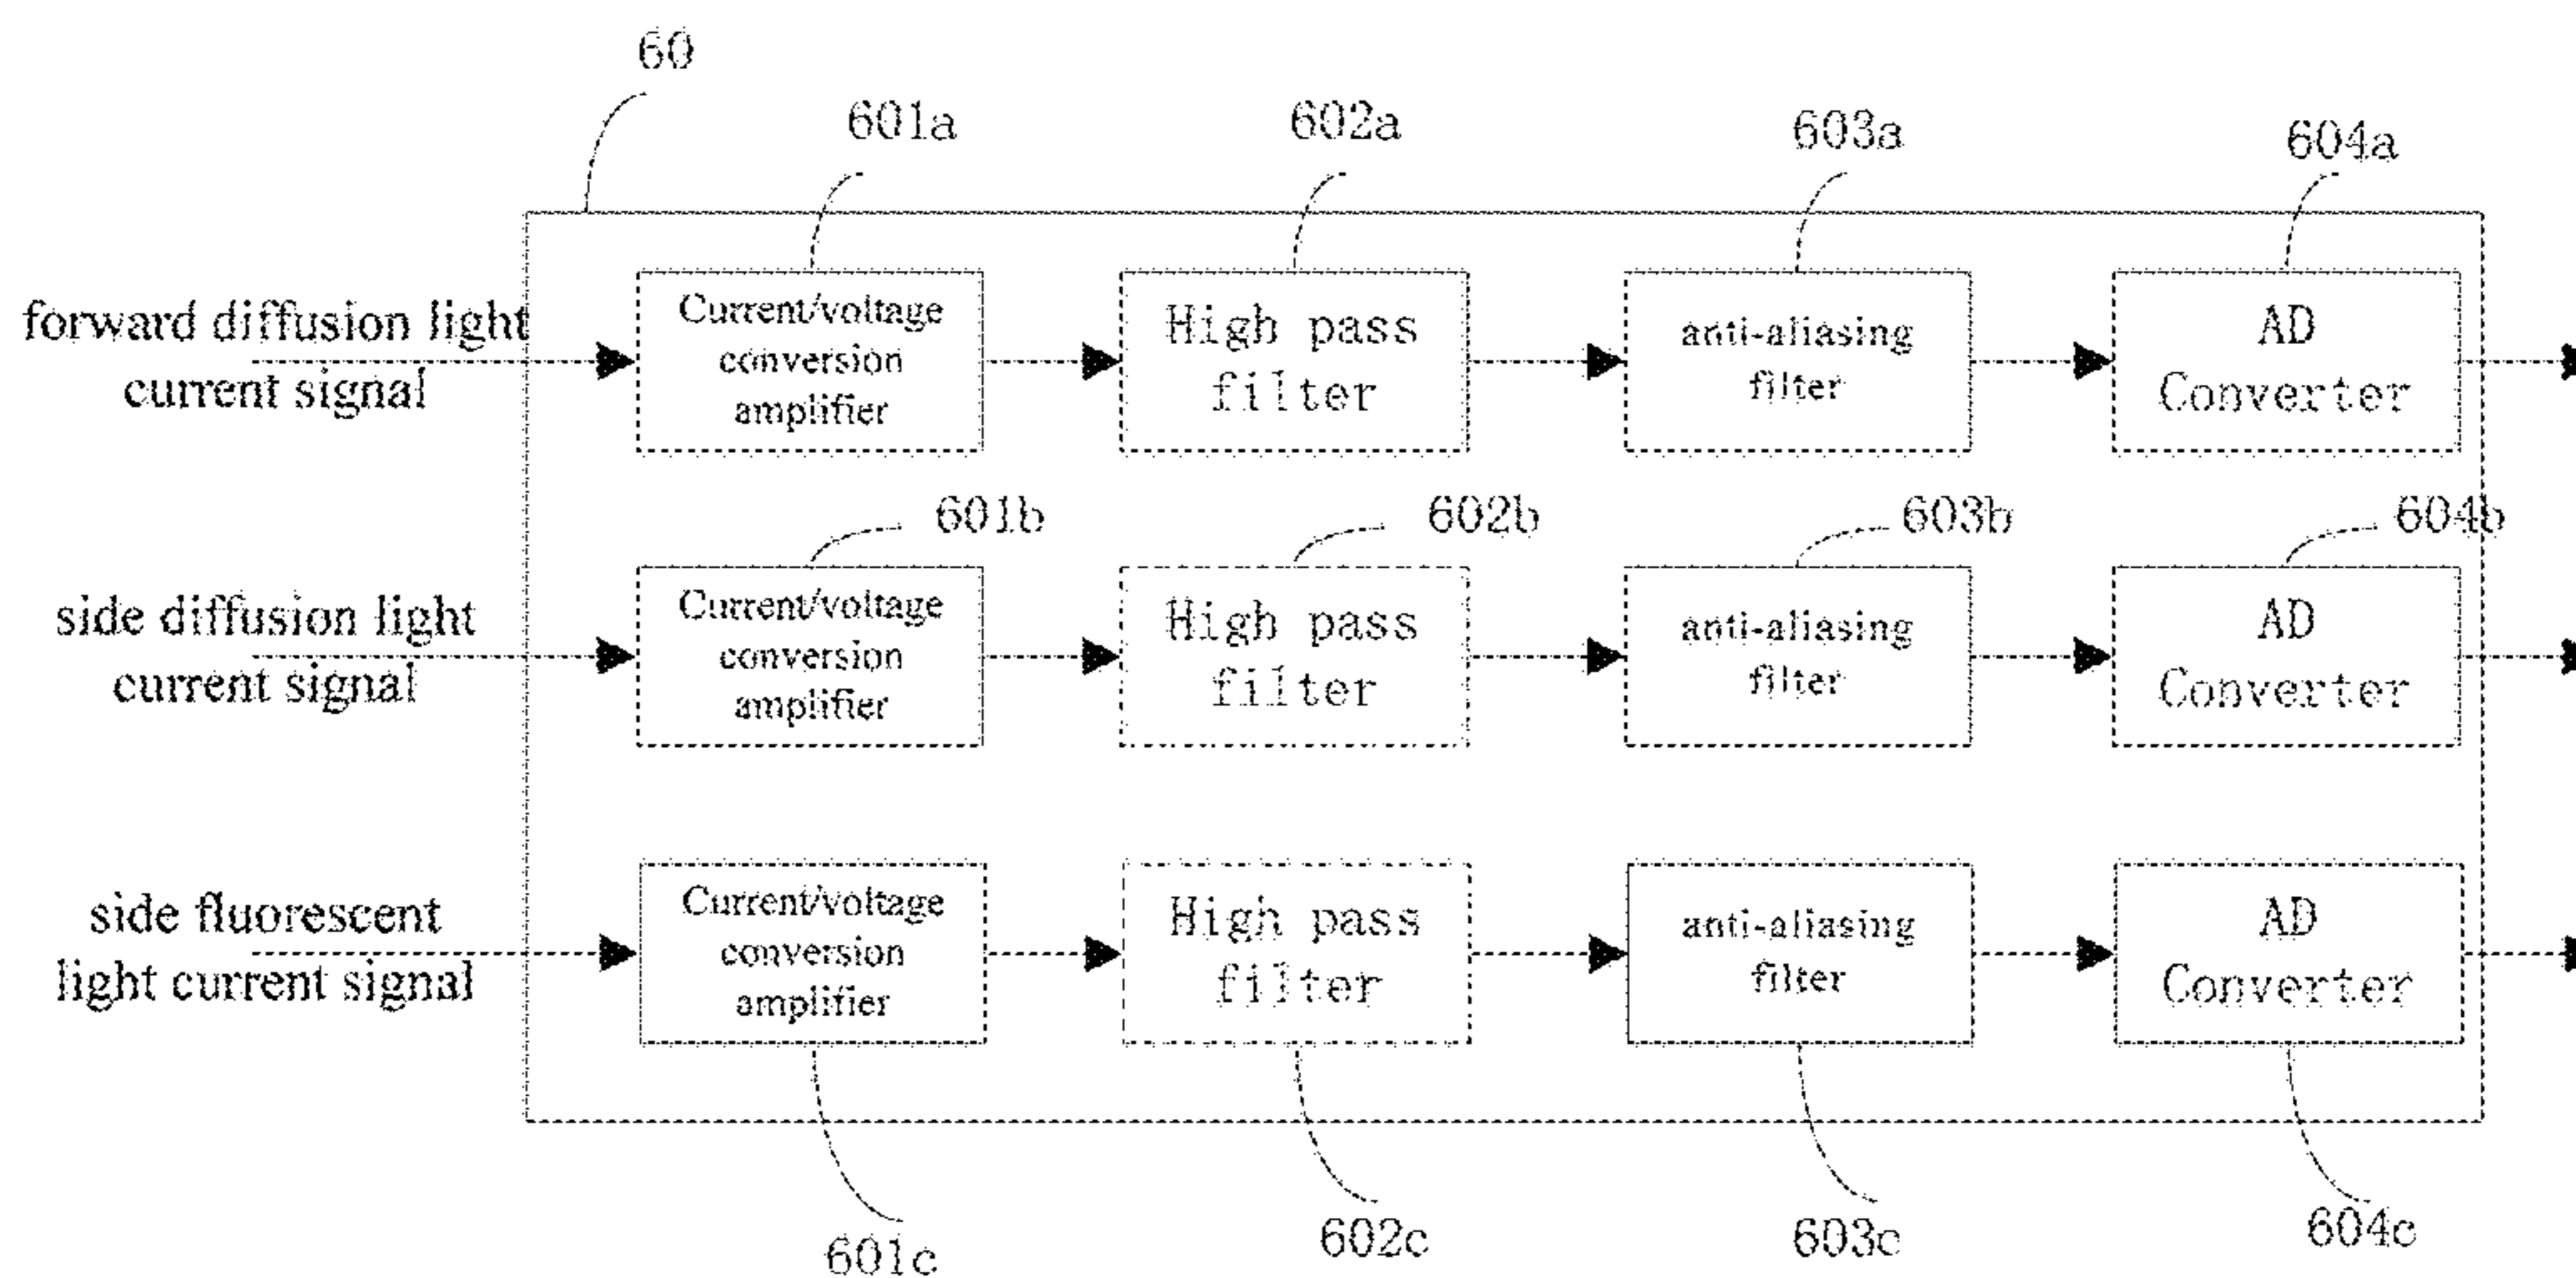 60
601a
602a
603a
604a
forward diffusion light
current signal
Current/voltage
conversion
amplifier
High pass
filter
anti-aliasing
filter
AD
Converter
601b
602b
603b
604b
side diffusion light
current signal
Current/voltage
conversion
amplifier
High pass
filter
anti-aliasing
filter
AD
Converter
side fluorescent
light current signal
Current/voltage
conversion
amplifier
High pass
filter
anti-aliasing
filter
AD
Converter
601c
602c
603c
604c